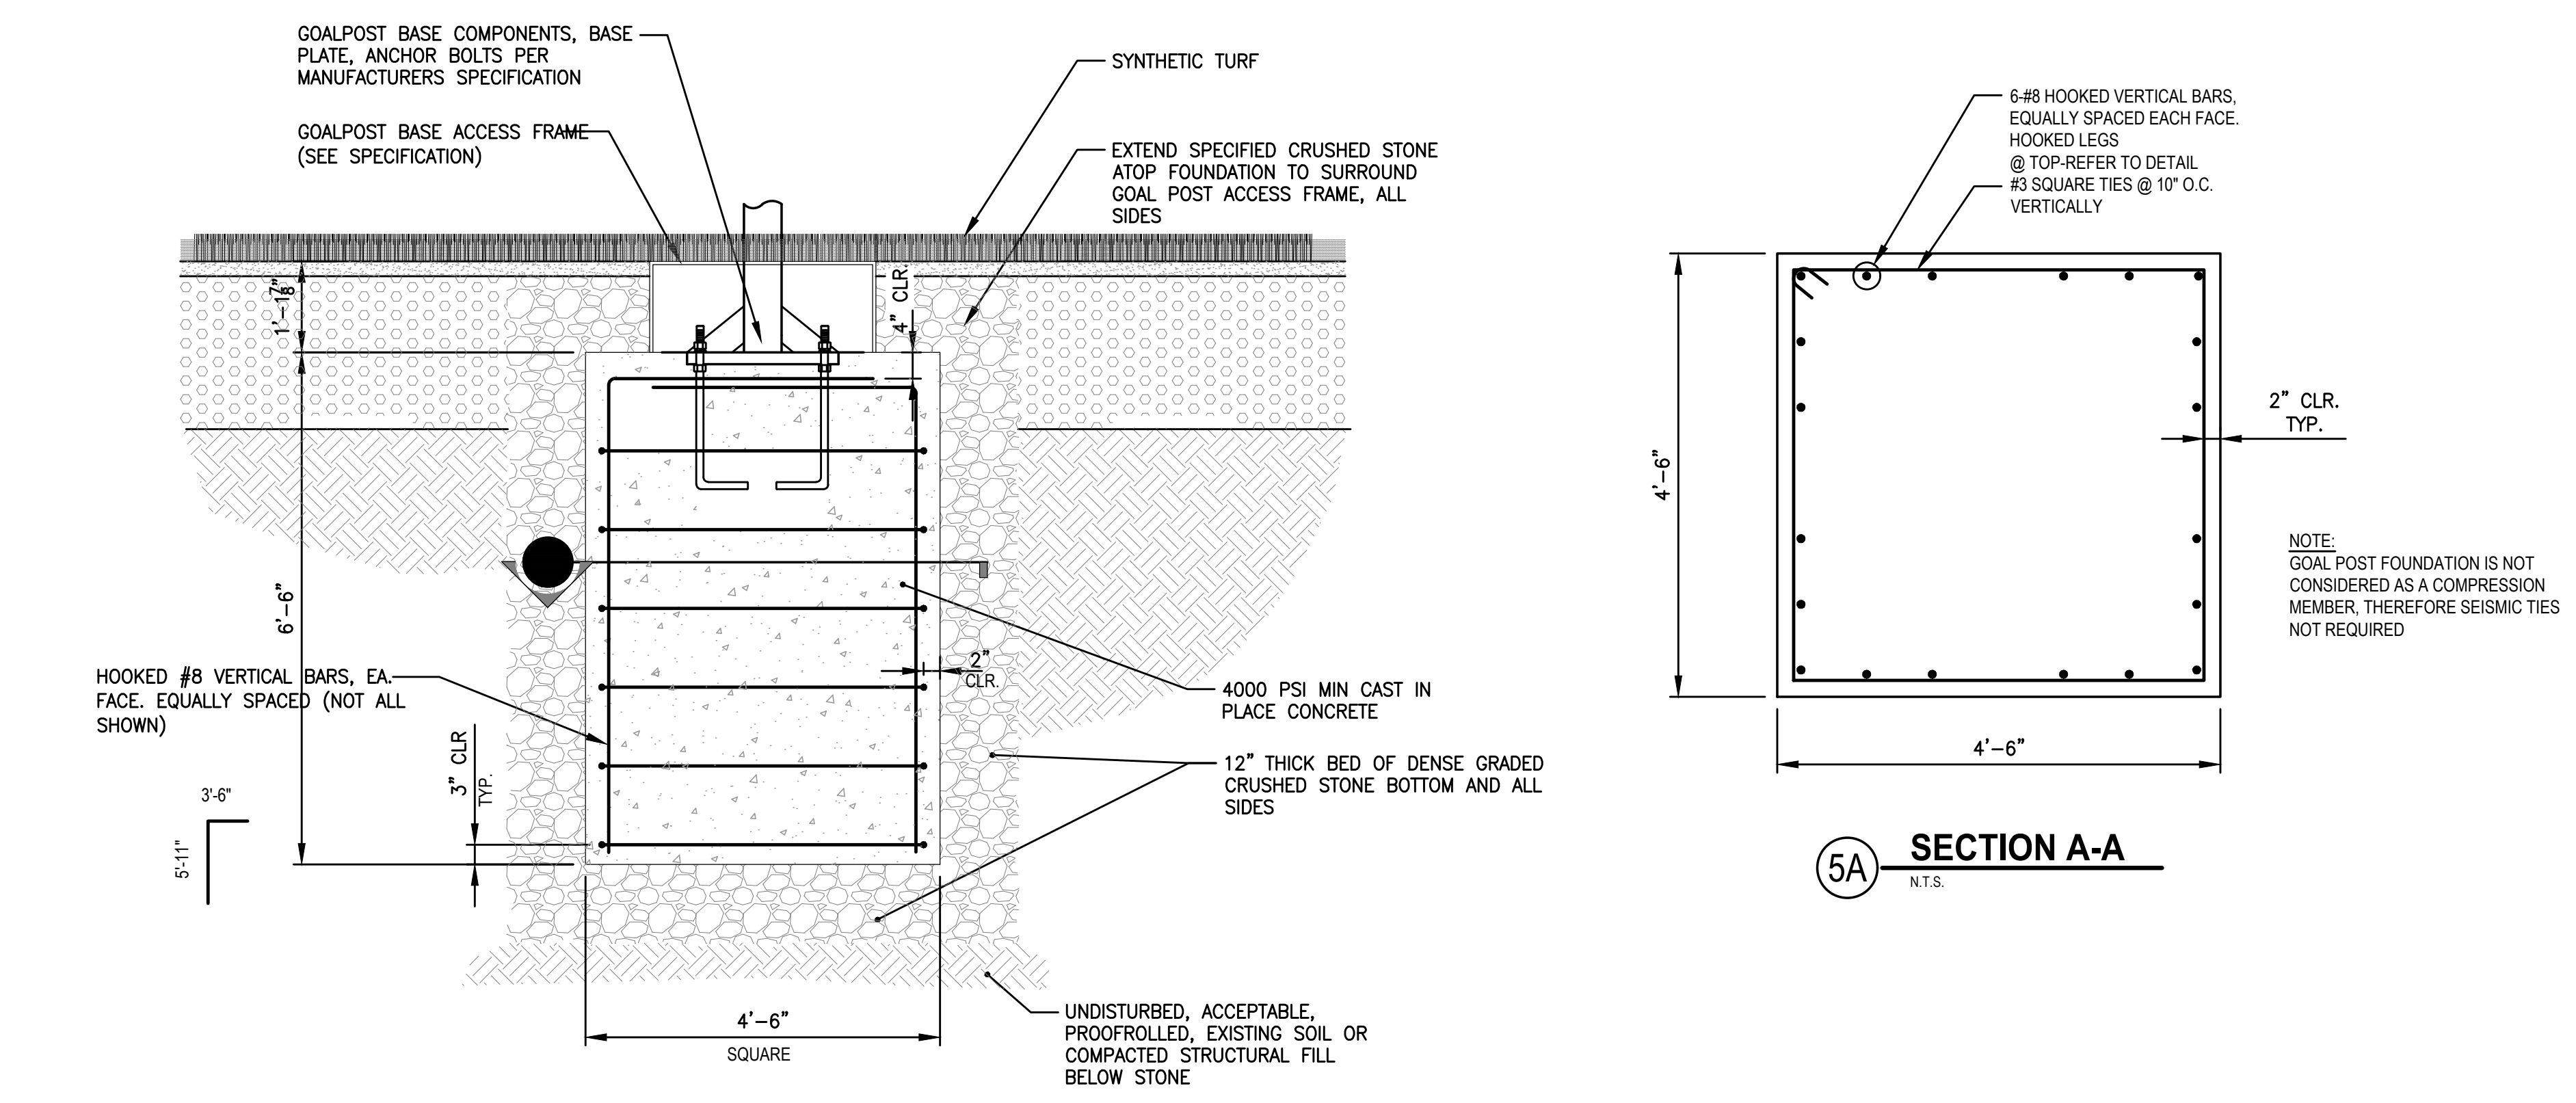 GOALPOST BASE COMPONENTS, BASE
PLATE, ANCHOR BOLTS PER
MANUFACTURERS SPECIFICATION
GOALPOST BASE ACCESS FRAME
(SEE SPECIFICATION)
SYNTHETIC TURF
EXTEND SPECIFIED CRUSHED STONE
ATOP FOUNDATION TO SURROUND
GOAL POST ACCESS FRAME, ALL
SIDES
1'-1⅞"
4" CLR.
6'-6"
HOOKED #8 VERTICAL BARS, EA.
FACE. EQUALLY SPACED (NOT ALL
SHOWN)
2"
CLR.
3" CLR
TYP.
3'-6"
5'-11"
4000 PSI MIN CAST IN
PLACE CONCRETE
12" THICK BED OF DENSE GRADED
CRUSHED STONE BOTTOM AND ALL
SIDES
4'-6"
SQUARE
UNDISTURBED, ACCEPTABLE,
PROOFROLLED, EXISTING SOIL OR
COMPACTED STRUCTURAL FILL
BELOW STONE
6-#8 HOOKED VERTICAL BARS,
EQUALLY SPACED EACH FACE.
HOOKED LEGS
@ TOP-REFER TO DETAIL
#3 SQUARE TIES @ 10" O.C.
VERTICALLY
4'-6"
2" CLR.
TYP.
NOTE:
GOAL POST FOUNDATION IS NOT
CONSIDERED AS A COMPRESSION
MEMBER, THEREFORE SEISMIC TIES
NOT REQUIRED
4'-6"
5A
SECTION A-A
N.T.S.